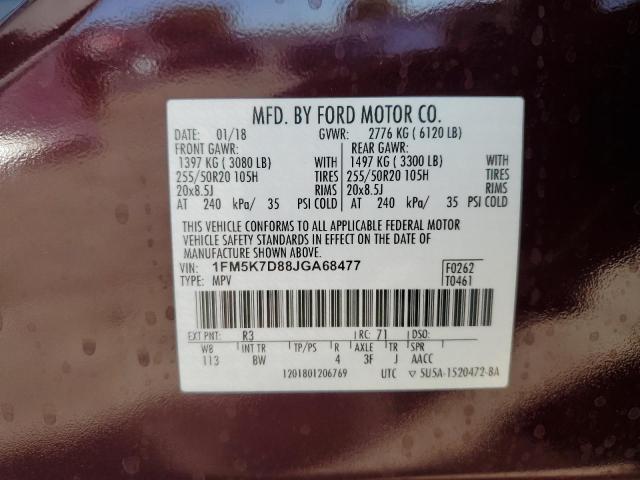 MFD. BY FORD MOTOR CO.
DATE: 01/18 GVWR: 2776 KG ( 6120 LB)
FRONT GAWR: REAR GAWR:
1397 KG ( 3080 LB) WITH 1497 KG ( 3300 LB) WITH
255/50R20 105H TIRES 255/50R20 105H TIRES
20x8.5J RIMS 20x8.5J RIMS
AT 240 kPa/ 35 PSI COLD AT 240 kPa/ 35 PSI COLD
THIS VEHICLE CONFORMS TO ALL APPLICABLE FEDERAL MOTOR
VEHICLE SAFETY STANDARDS IN EFFECT ON THE DATE OF
MANUFACTURE SHOWN ABOVE.
VIN: 1FM5K7D88JGA68477 F0262
TYPE: MPV T0461
EXT PNT: R3 RC: 71 DSO:
WB INT TR TP/PS R AXLE TR SPR
113 BW 4 3F J AACC
1201801206769 UTC ▽ 5U5A-1520472-BA